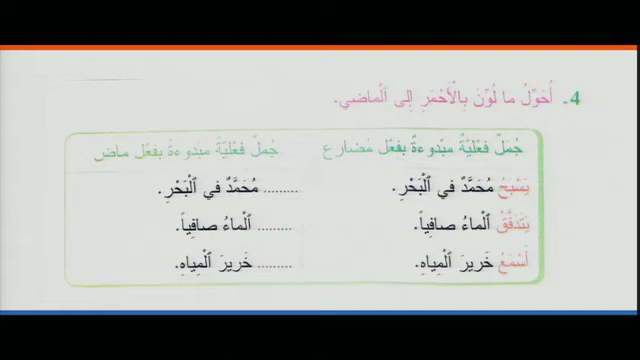 4. أُحَوِّلُ ما لُوِّنَ بِالْأَحْمَرِ إِلى الْماضي.
جُمَلٌ فِعْلِيَّةٌ مَبْدوءَةٌ بِفِعْلٍ مُضارِعٍ جُمَلٌ فِعْلِيَّةٌ مَبْدوءَةٌ بِفِعْلٍ ماضٍ
يَسْبَحُ مُحَمَّدٌ في الْبَحْرِ. ......... مُحَمَّدٌ في الْبَحْرِ.
يَتَدَفَّقُ الْماءُ صافِياً. ......... الْماءُ صافِياً.
أَسْمَعُ خَريرَ الْمِياهِ. ......... خَريرَ الْمِياهِ.